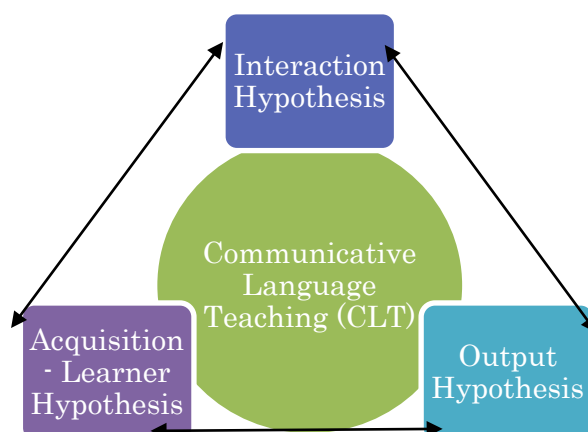 Interaction
Hypothesis
Communicative
Language
Teaching (CLT)
Acquisition
- Learner
Hypothesis
Output
Hypothesis